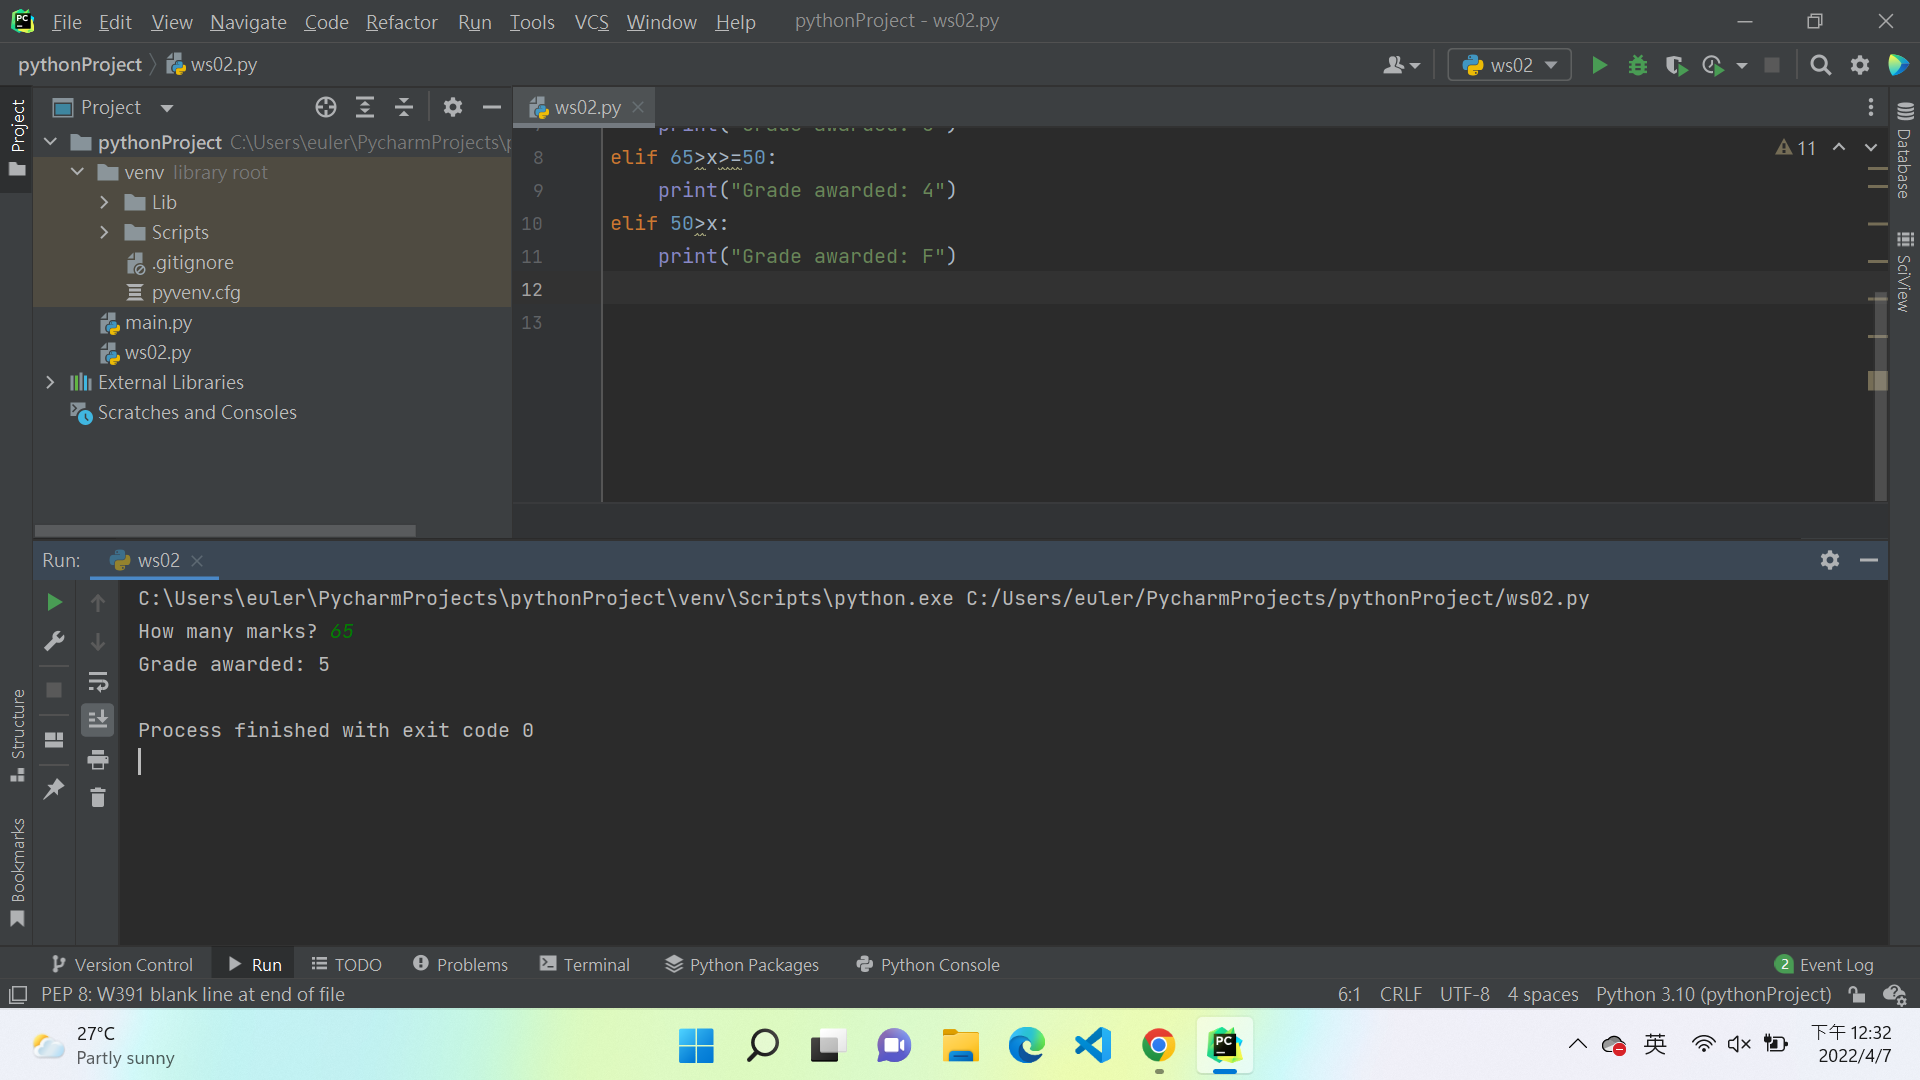 File Edit View Navigate Code Refactor Run Tools VCS Window Help pythonProject - ws02.py
pythonProject ws02.py
ws02
Project
ws02.py
pythonProject C:\Users\euler\PycharmProjects\
venv library root
Lib
Scripts
.gitignore
pyvenv.cfg
main.py
ws02.py
External Libraries
Scratches and Consoles
Project
Structure
Bookmarks
8 elif 65>x>=50:
9 print("Grade awarded: 4")
10 elif 50>x:
11 print("Grade awarded: F")
12
13
11
Database
SciView
Run: ws02
C:\Users\euler\PycharmProjects\pythonProject\venv\Scripts\python.exe C:/Users/euler/PycharmProjects/pythonProject/ws02.py
How many marks? 65
Grade awarded: 5
Process finished with exit code 0
Version Control Run TODO Problems Terminal Python Packages Python Console 2 Event Log
PEP 8: W391 blank line at end of file 6:1 CRLF UTF-8 4 spaces Python 3.10 (pythonProject)
27°C
Partly sunny
PC
英
下午 12:32
2022/4/7